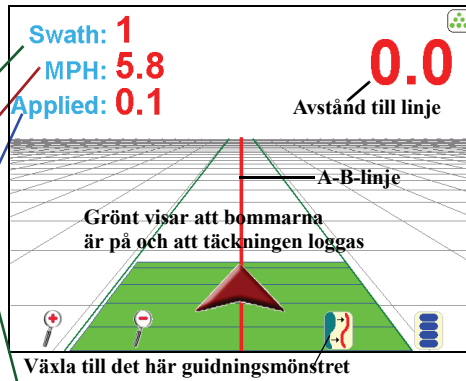 Swath: 1
MPH: 5.8
Applied: 0.1
0.0
Avstånd till linje
A-B-linje
Grönt visar att bommarna
är på och att täckningen loggas
Växla till det här guidningsmönstret